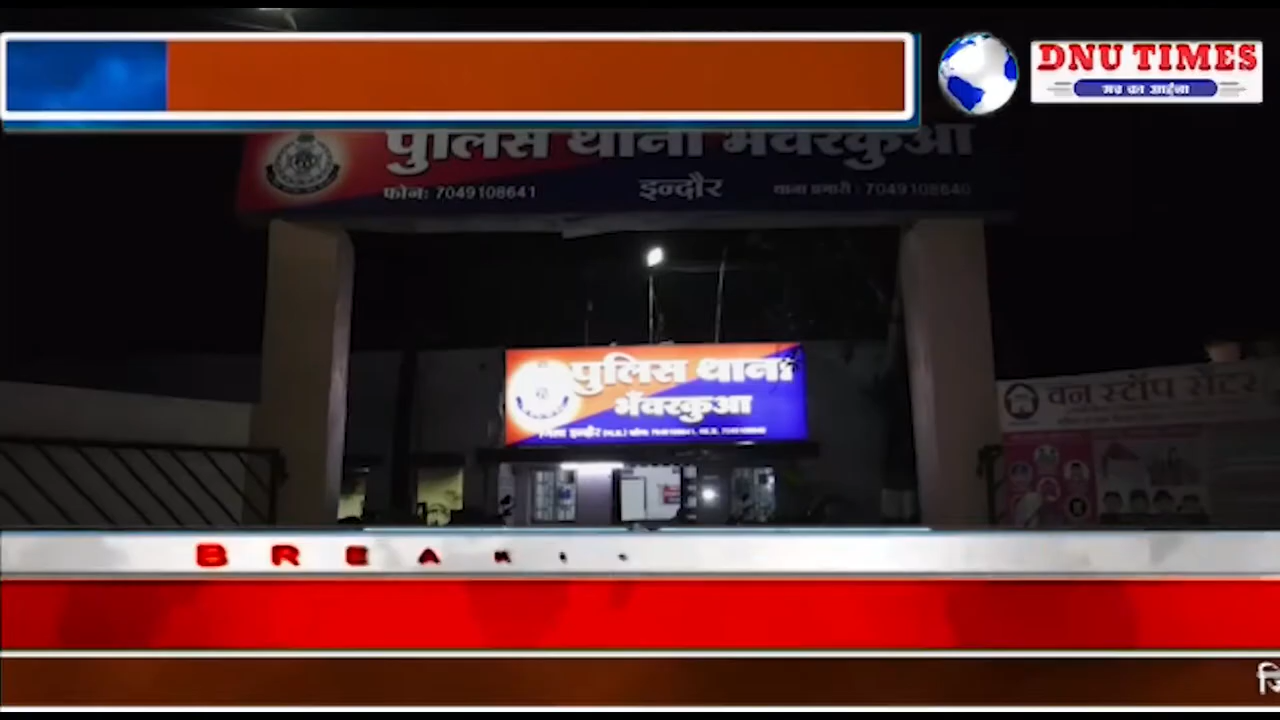 DNU TIMES
सच का आईना
पुलिस थाना भंवरकुआ
फोन: 7049108641 इन्दौर थाना प्रभारी : 7049108640
पुलिस थाना
भँवरकुआ
वन स्टॉप सेंटर
B R E A K